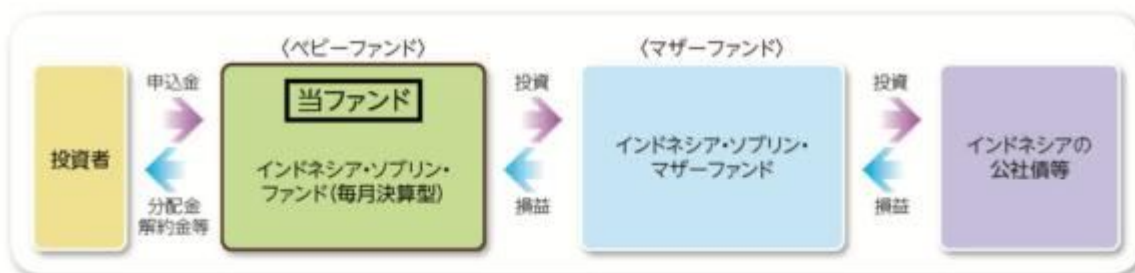 〈ベビーファンド〉
〈マザーファンド〉
投資者
申込金
分配金
解約金等
当ファンド
インドネシア・ソブリン・
ファンド(毎月決算型)
投資
損益
インドネシア・ソブリン・
マザーファンド
投資
損益
インドネシアの
公社債等